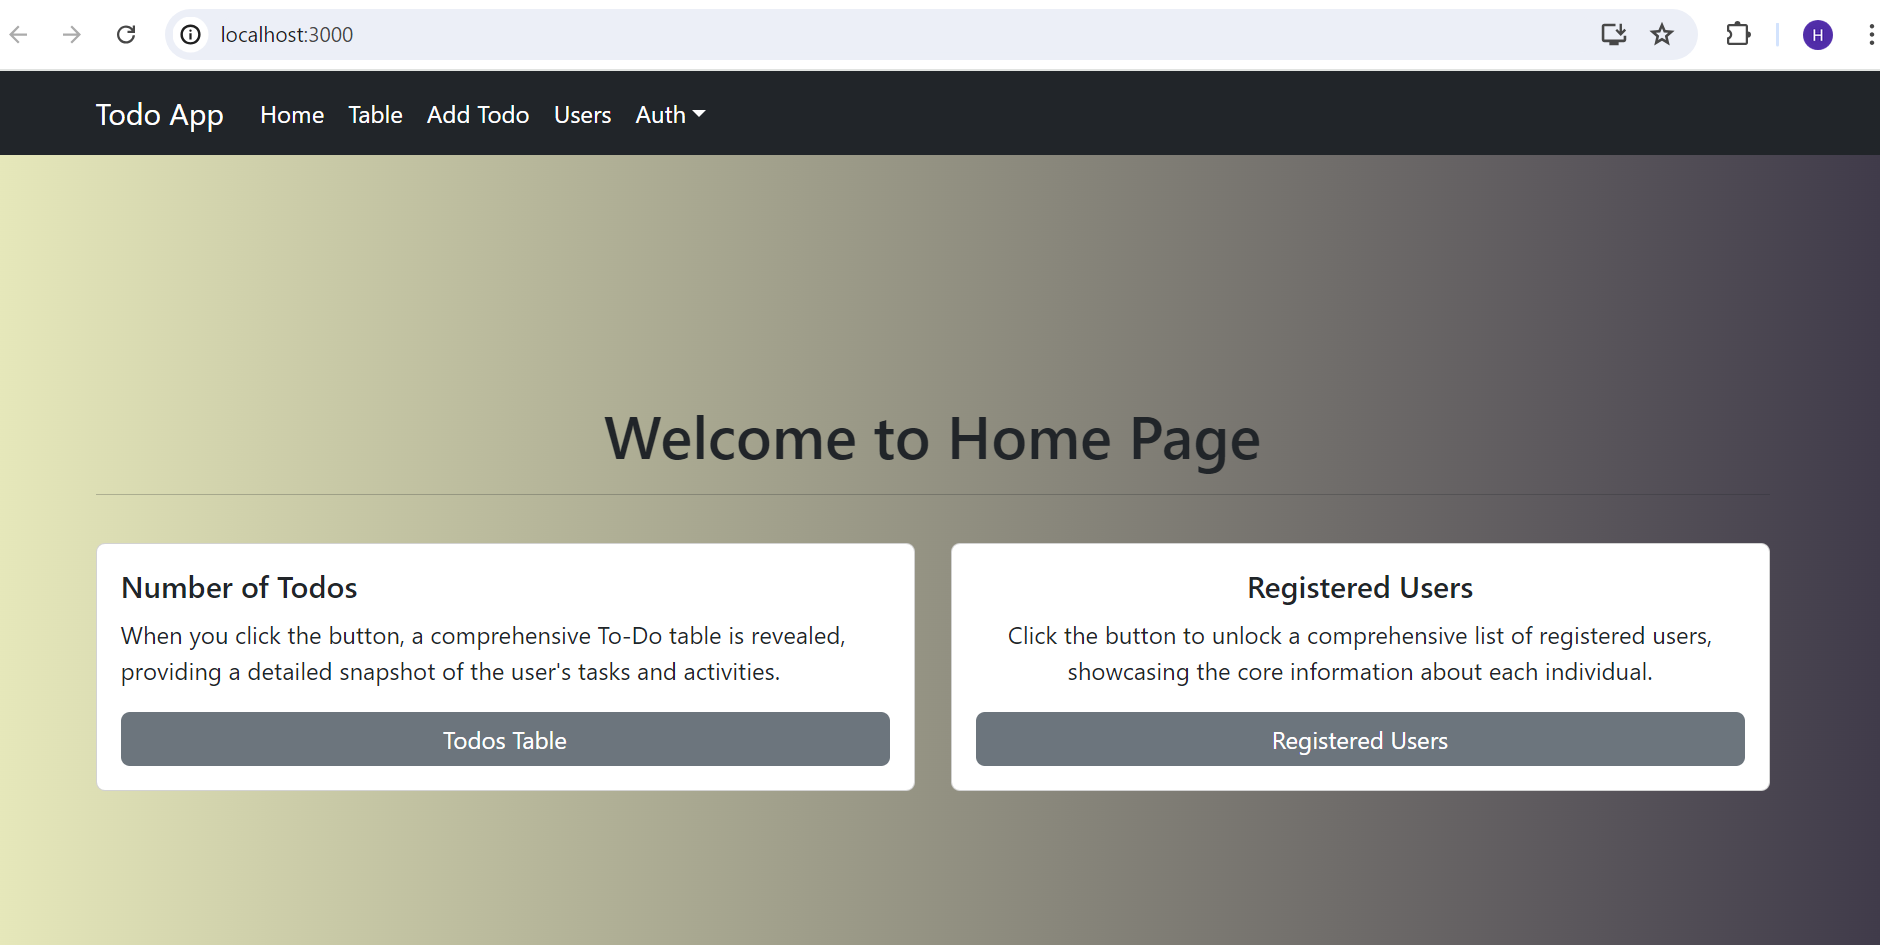 localhost:3000
H
Todo App Home Table Add Todo Users Auth
Welcome to Home Page
Number of Todos
When you click the button, a comprehensive To-Do table is revealed,
providing a detailed snapshot of the user's tasks and activities.
Todos Table
Registered Users
Click the button to unlock a comprehensive list of registered users,
showcasing the core information about each individual.
Registered Users